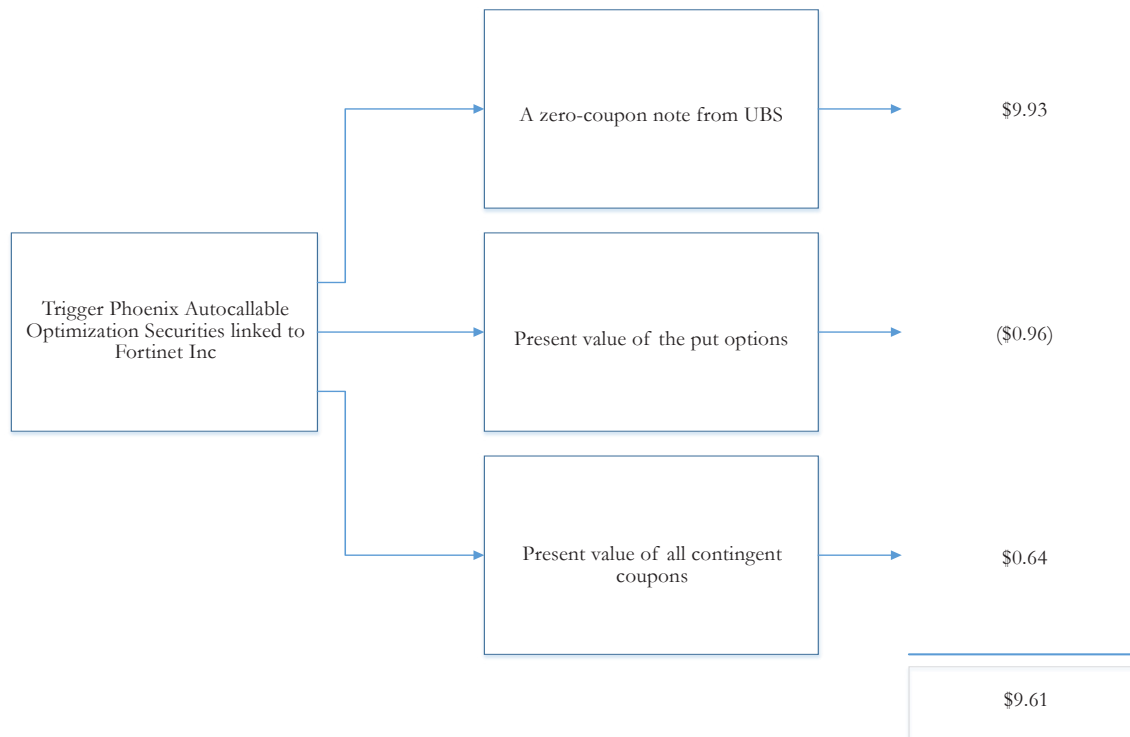 A zero-coupon note from UBS
$9.93
Trigger Phoenix Autocallable
Optimization Securities linked to
Fortinet Inc
Present value of the put options
($0.96)
Present value of all contingent
coupons
$0.64
$9.61